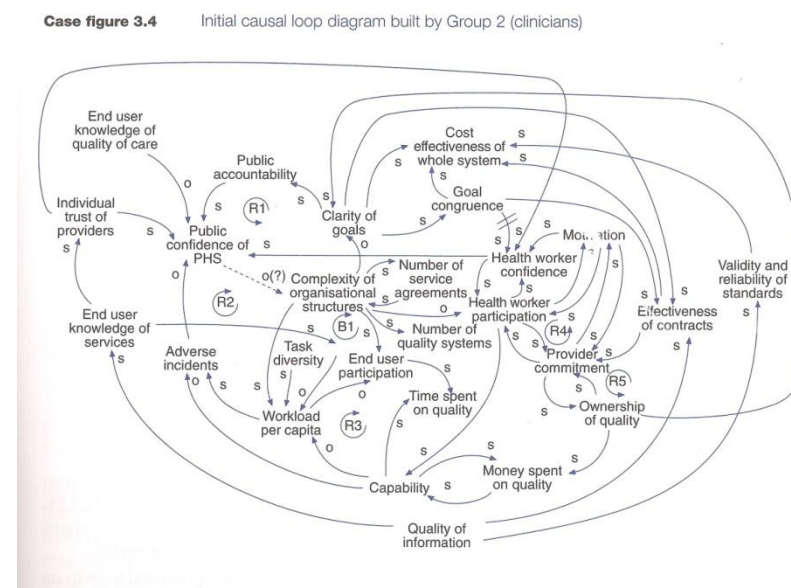 Case figure 3.4 Initial causal loop diagram built by Group 2 (clinicians)
End user
knowledge of
quality of care
Public
accountability
Cost
effectiveness of
whole system
s
s
s
s
o
s
R1
s
s
Individual
trust of
providers
s
s
Public
confidence of
PHS
s
Clarity of
goals
s
Goal
congruence
s
s
Health worker
confidence
s
o
o(?)
o
Complexity of
organisational
structures
s
s
Number of
service
agreements
o
s
s
Health worker
participation
Validity and
reliability of
standards
s
s
s
Effectiveness
of contracts
s
R2
End user
knowledge of
services
s
s
B1
s
s
Number of
quality systems
s
s
R4
s
Provider
commitment
s
Adverse
incidents
s
o
Task
diversity
s
s
End user
participation
o
o
s
Time spent
on quality
s
s
R5
Ownership
of quality
Workload
per capita
R3
o
s
s
s
s
Capability
s
Money spent
on quality
Quality of
information